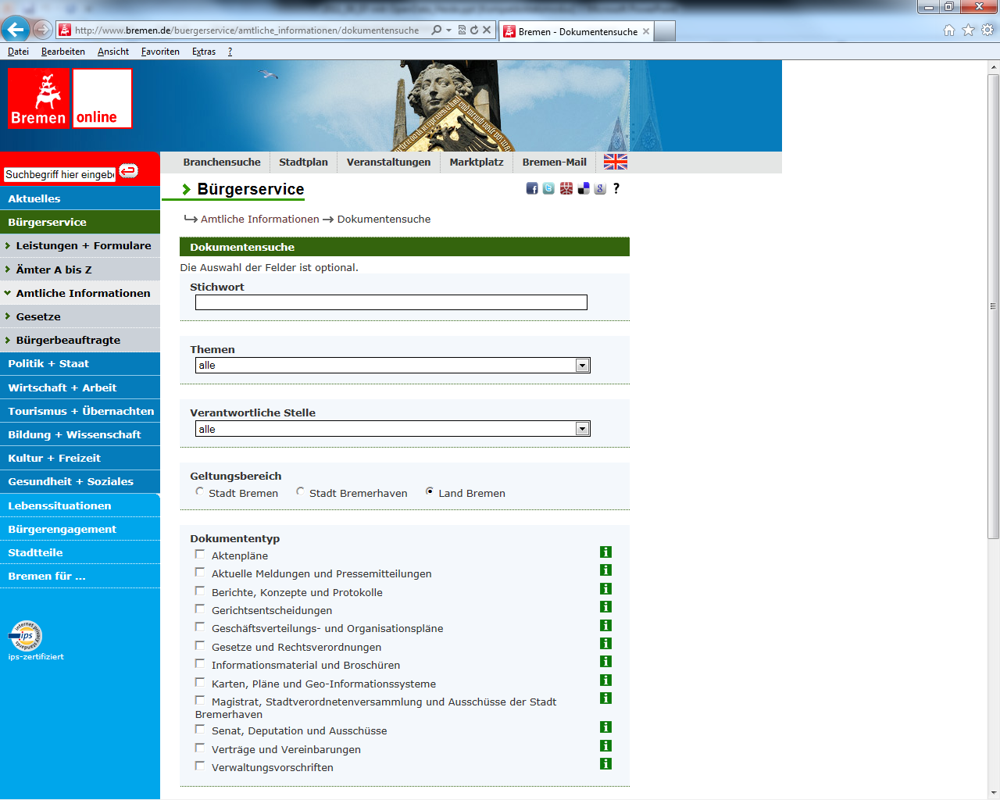 http://www.bremen.de/buergerservice/amtliche_informationen/dokumentensuche
Bremen - Dokumentensuche
Datei Bearbeiten Ansicht Favoriten Extras ?
Bremen online
Suchbegriff hier eingebe
Branchensuche Stadtplan Veranstaltungen Marktplatz Bremen-Mail
Aktuelles
Bürgerservice
Leistungen + Formulare
Ämter A bis Z
Amtliche Informationen
Gesetze
Bürgerbeauftragte
Politik + Staat
Wirtschaft + Arbeit
Tourismus + Übernachten
Bildung + Wissenschaft
Kultur + Freizeit
Gesundheit + Soziales
Lebenssituationen
Bürgerengagement
Stadtteile
Bremen für ...
internet privacy standards
ips
ips-zertifiziert
Bürgerservice
f t g ?
Amtliche Informationen Dokumentensuche
Dokumentensuche
Die Auswahl der Felder ist optional.
Stichwort
Themen
alle
Verantwortliche Stelle
alle
Geltungsbereich
Stadt Bremen Stadt Bremerhaven Land Bremen
Dokumententyp
Aktenpläne i
Aktuelle Meldungen und Pressemitteilungen i
Berichte, Konzepte und Protokolle i
Gerichtsentscheidungen i
Geschäftsverteilungs- und Organisationspläne i
Gesetze und Rechtsverordnungen i
Informationsmaterial und Broschüren i
Karten, Pläne und Geo-Informationssysteme i
Magistrat, Stadtverordnetenversammlung und Ausschüsse der Stadt i
Bremerhaven
Senat, Deputation und Ausschüsse i
Verträge und Vereinbarungen i
Verwaltungsvorschriften i